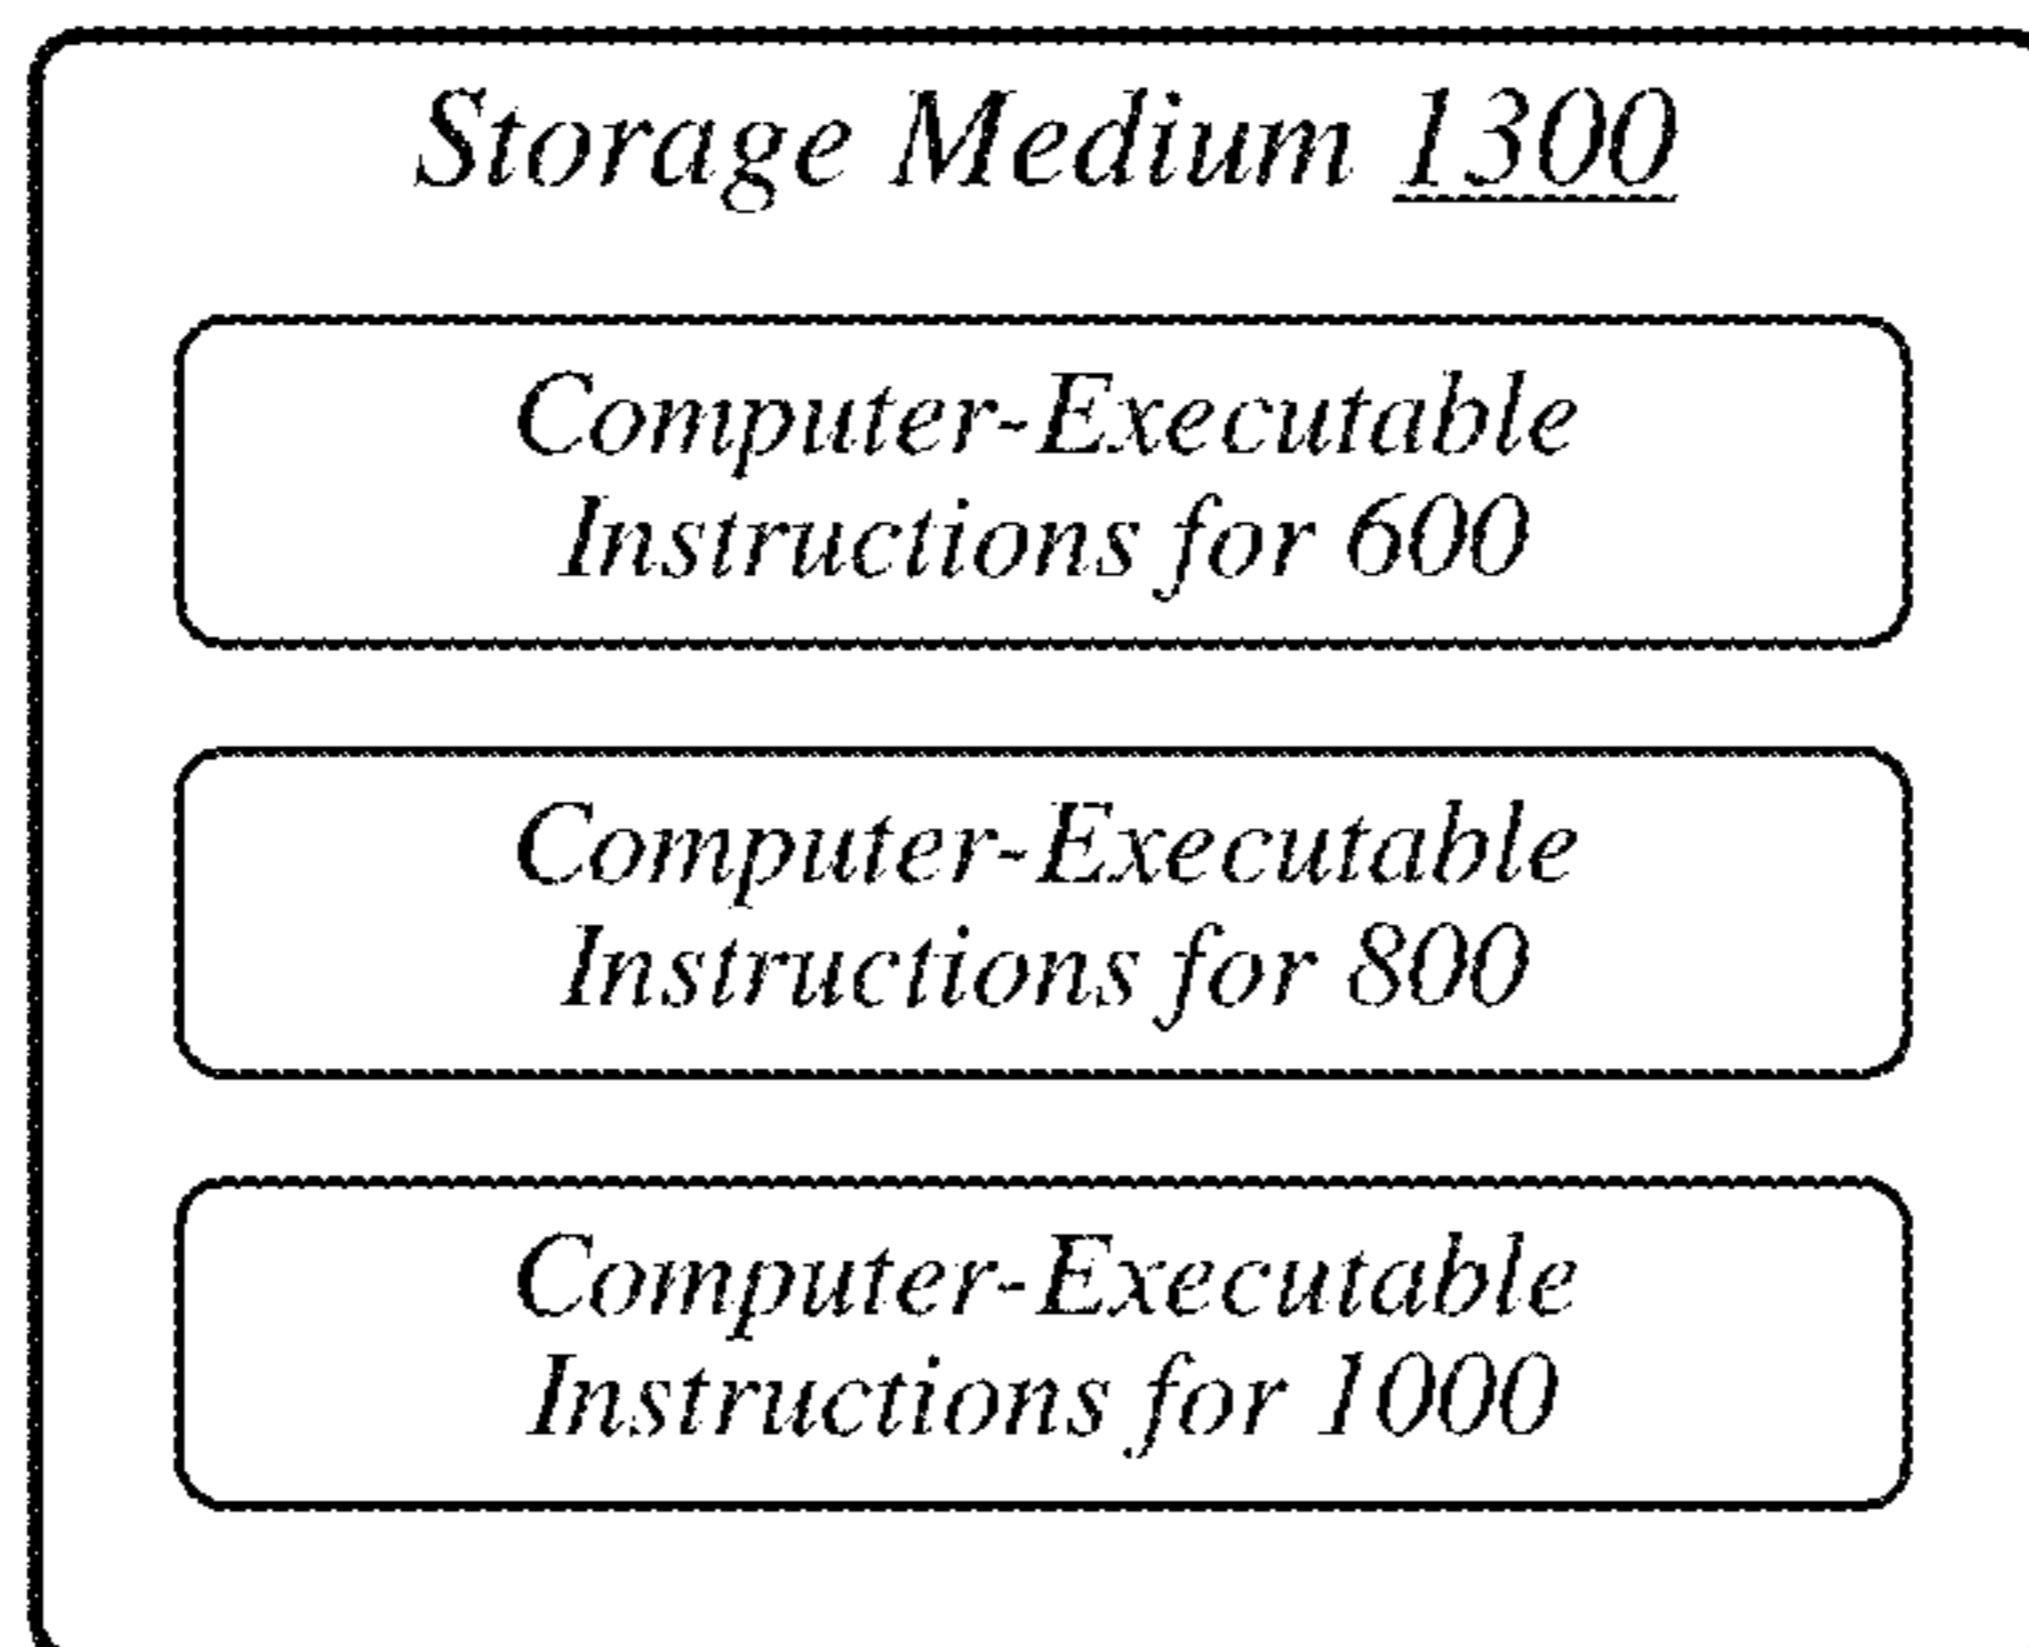 Storage Medium 1300
Computer-Executable
Instructions for 600
Computer-Executable
Instructions for 800
Computer-Executable
Instructions for 1000